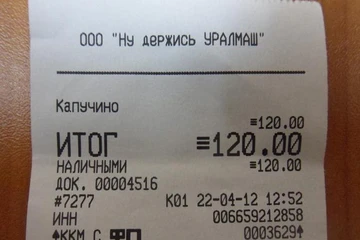 ООО "Ну держись УРАЛМАШ"
Капучино
≡120.00
ИТОГ ≡120.00
НАЛИЧНЫМИ ≡120.00
ДОК. 00004516
#7277 К01 22-04-12 12:52
ИНН 006659212858
ККМ С 0003629